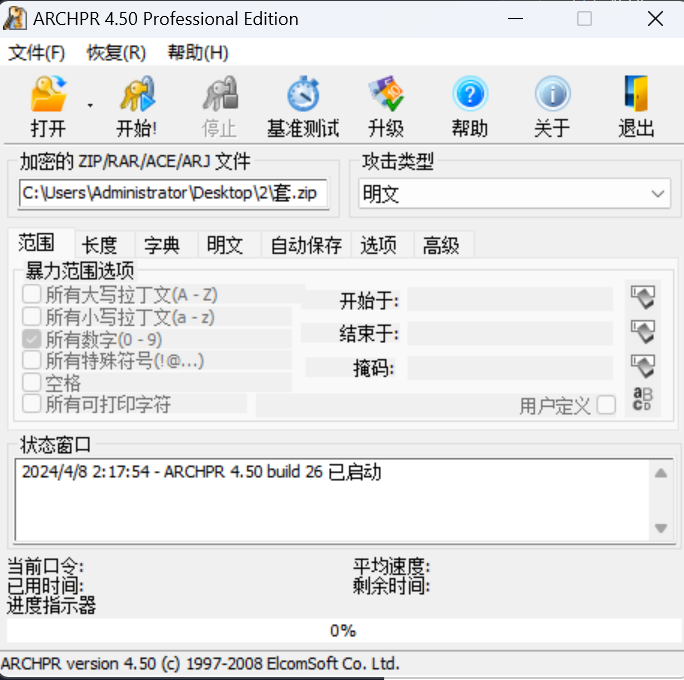 ARCHPR 4.50 Professional Edition
文件(F) 恢复(R) 帮助(H)
打开 开始! 停止 基准测试 升级 帮助 关于 退出
加密的 ZIP/RAR/ACE/ARJ 文件 攻击类型
C:\Users\Administrator\Desktop\2\套.zip 明文
范围 长度 字典 明文 自动保存 选项 高级
暴力范围选项
所有大写拉丁文(A - Z) 开始于:
所有小写拉丁文(a - z)
所有数字(0 - 9) 结束于:
所有特殊符号(!@...) 掩码:
空格
所有可打印字符 用户定义 aB CD
状态窗口
2024/4/8 2:17:54 - ARCHPR 4.50 build 26 已启动
当前口令: 平均速度:
已用时间: 剩余时间:
进度指示器
0%
ARCHPR version 4.50 (c) 1997-2008 ElcomSoft Co. Ltd.